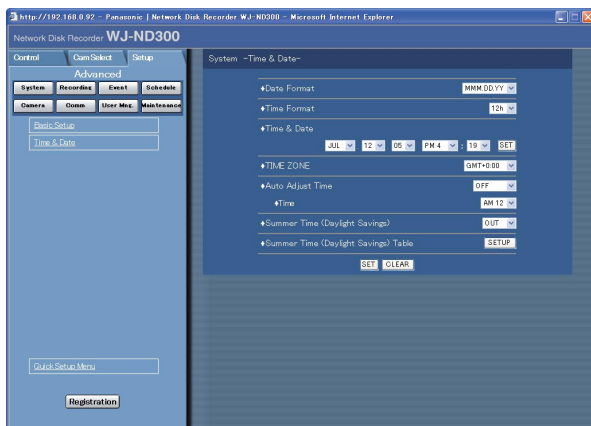 http://192.168.0.92 - Panasonic | Network Disk Recorder WJ-ND300 - Microsoft Internet Explorer
Network Disk Recorder WJ-ND300
Control Cam Select Setup
Advanced
System Recording Event Schedule
Camera Comm User Mng. Maintenance
Basic Setup
Time & Date
Quick Setup Menu
Registration
System -Time & Date-
♦Date Format MMM.DD.YY
♦Time Format 12h
♦Time & Date
JUL 12 05 PM 4 : 19 SET
♦TIME ZONE GMT+0:00
♦Auto Adjust Time OFF
♦Time AM 12
♦Summer Time (Daylight Savings) OUT
♦Summer Time (Daylight Savings) Table SETUP
SET CLEAR